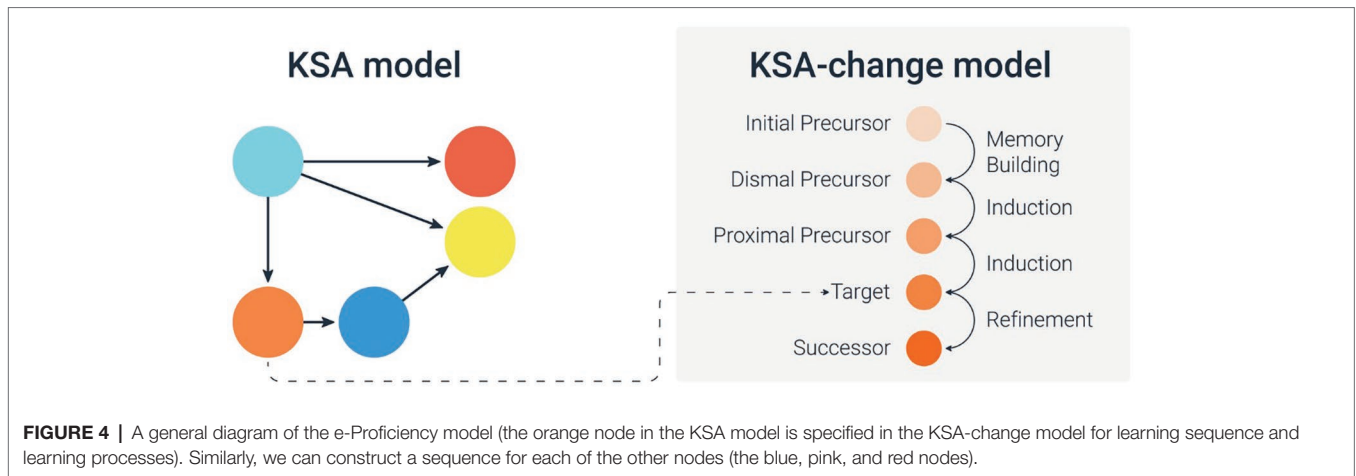 KSA model
KSA-change model
Initial Precursor
Memory
Building
Dismal Precursor
Induction
Proximal Precursor
Induction
Target
Refinement
Successor
FIGURE 4 | A general diagram of the e-Proficiency model (the orange node in the KSA model is specified in the KSA-change model for learning sequence and
learning processes). Similarly, we can construct a sequence for each of the other nodes (the blue, pink, and red nodes).